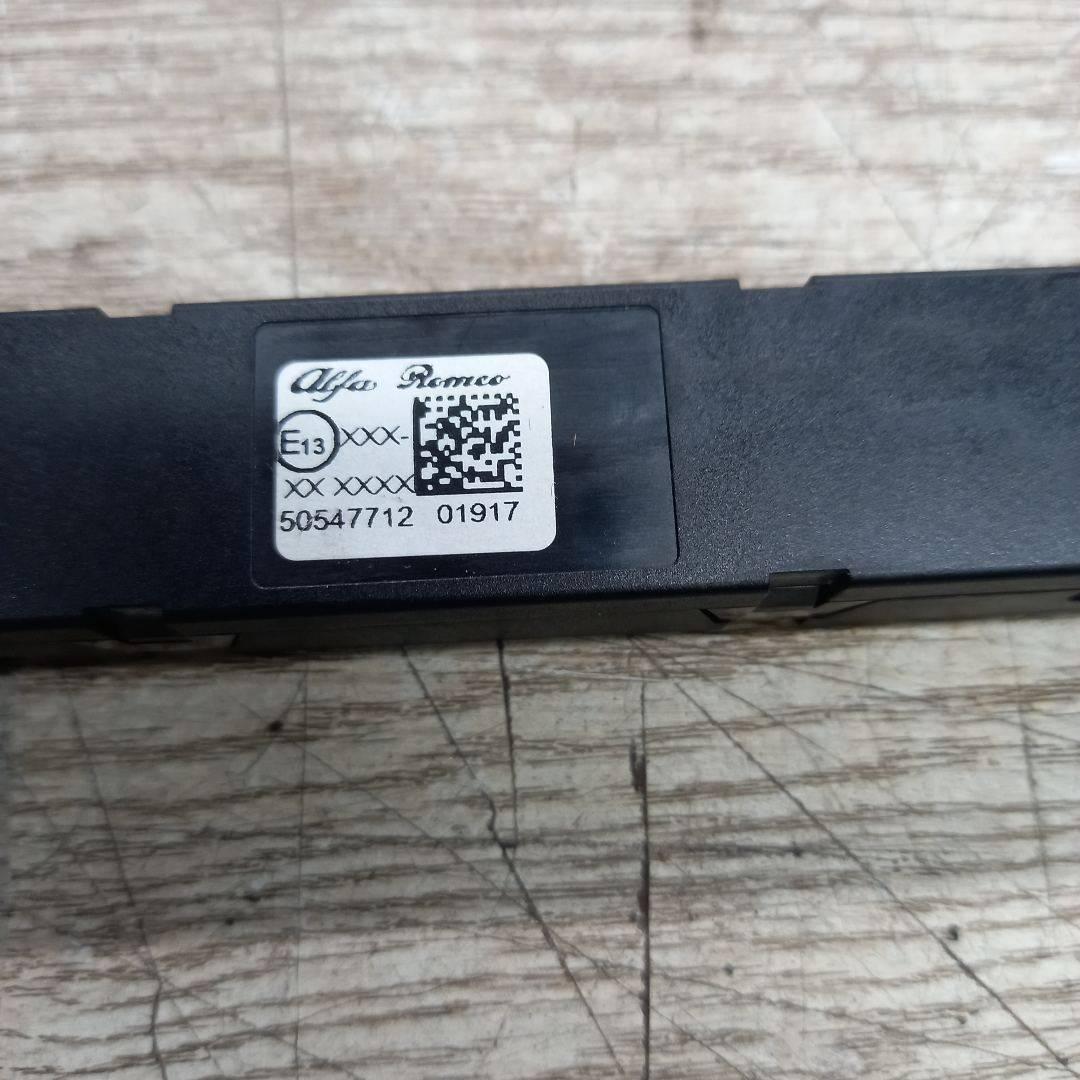 Alfa Romeo
E13 XXX-
XX XXXX
50547712 01917